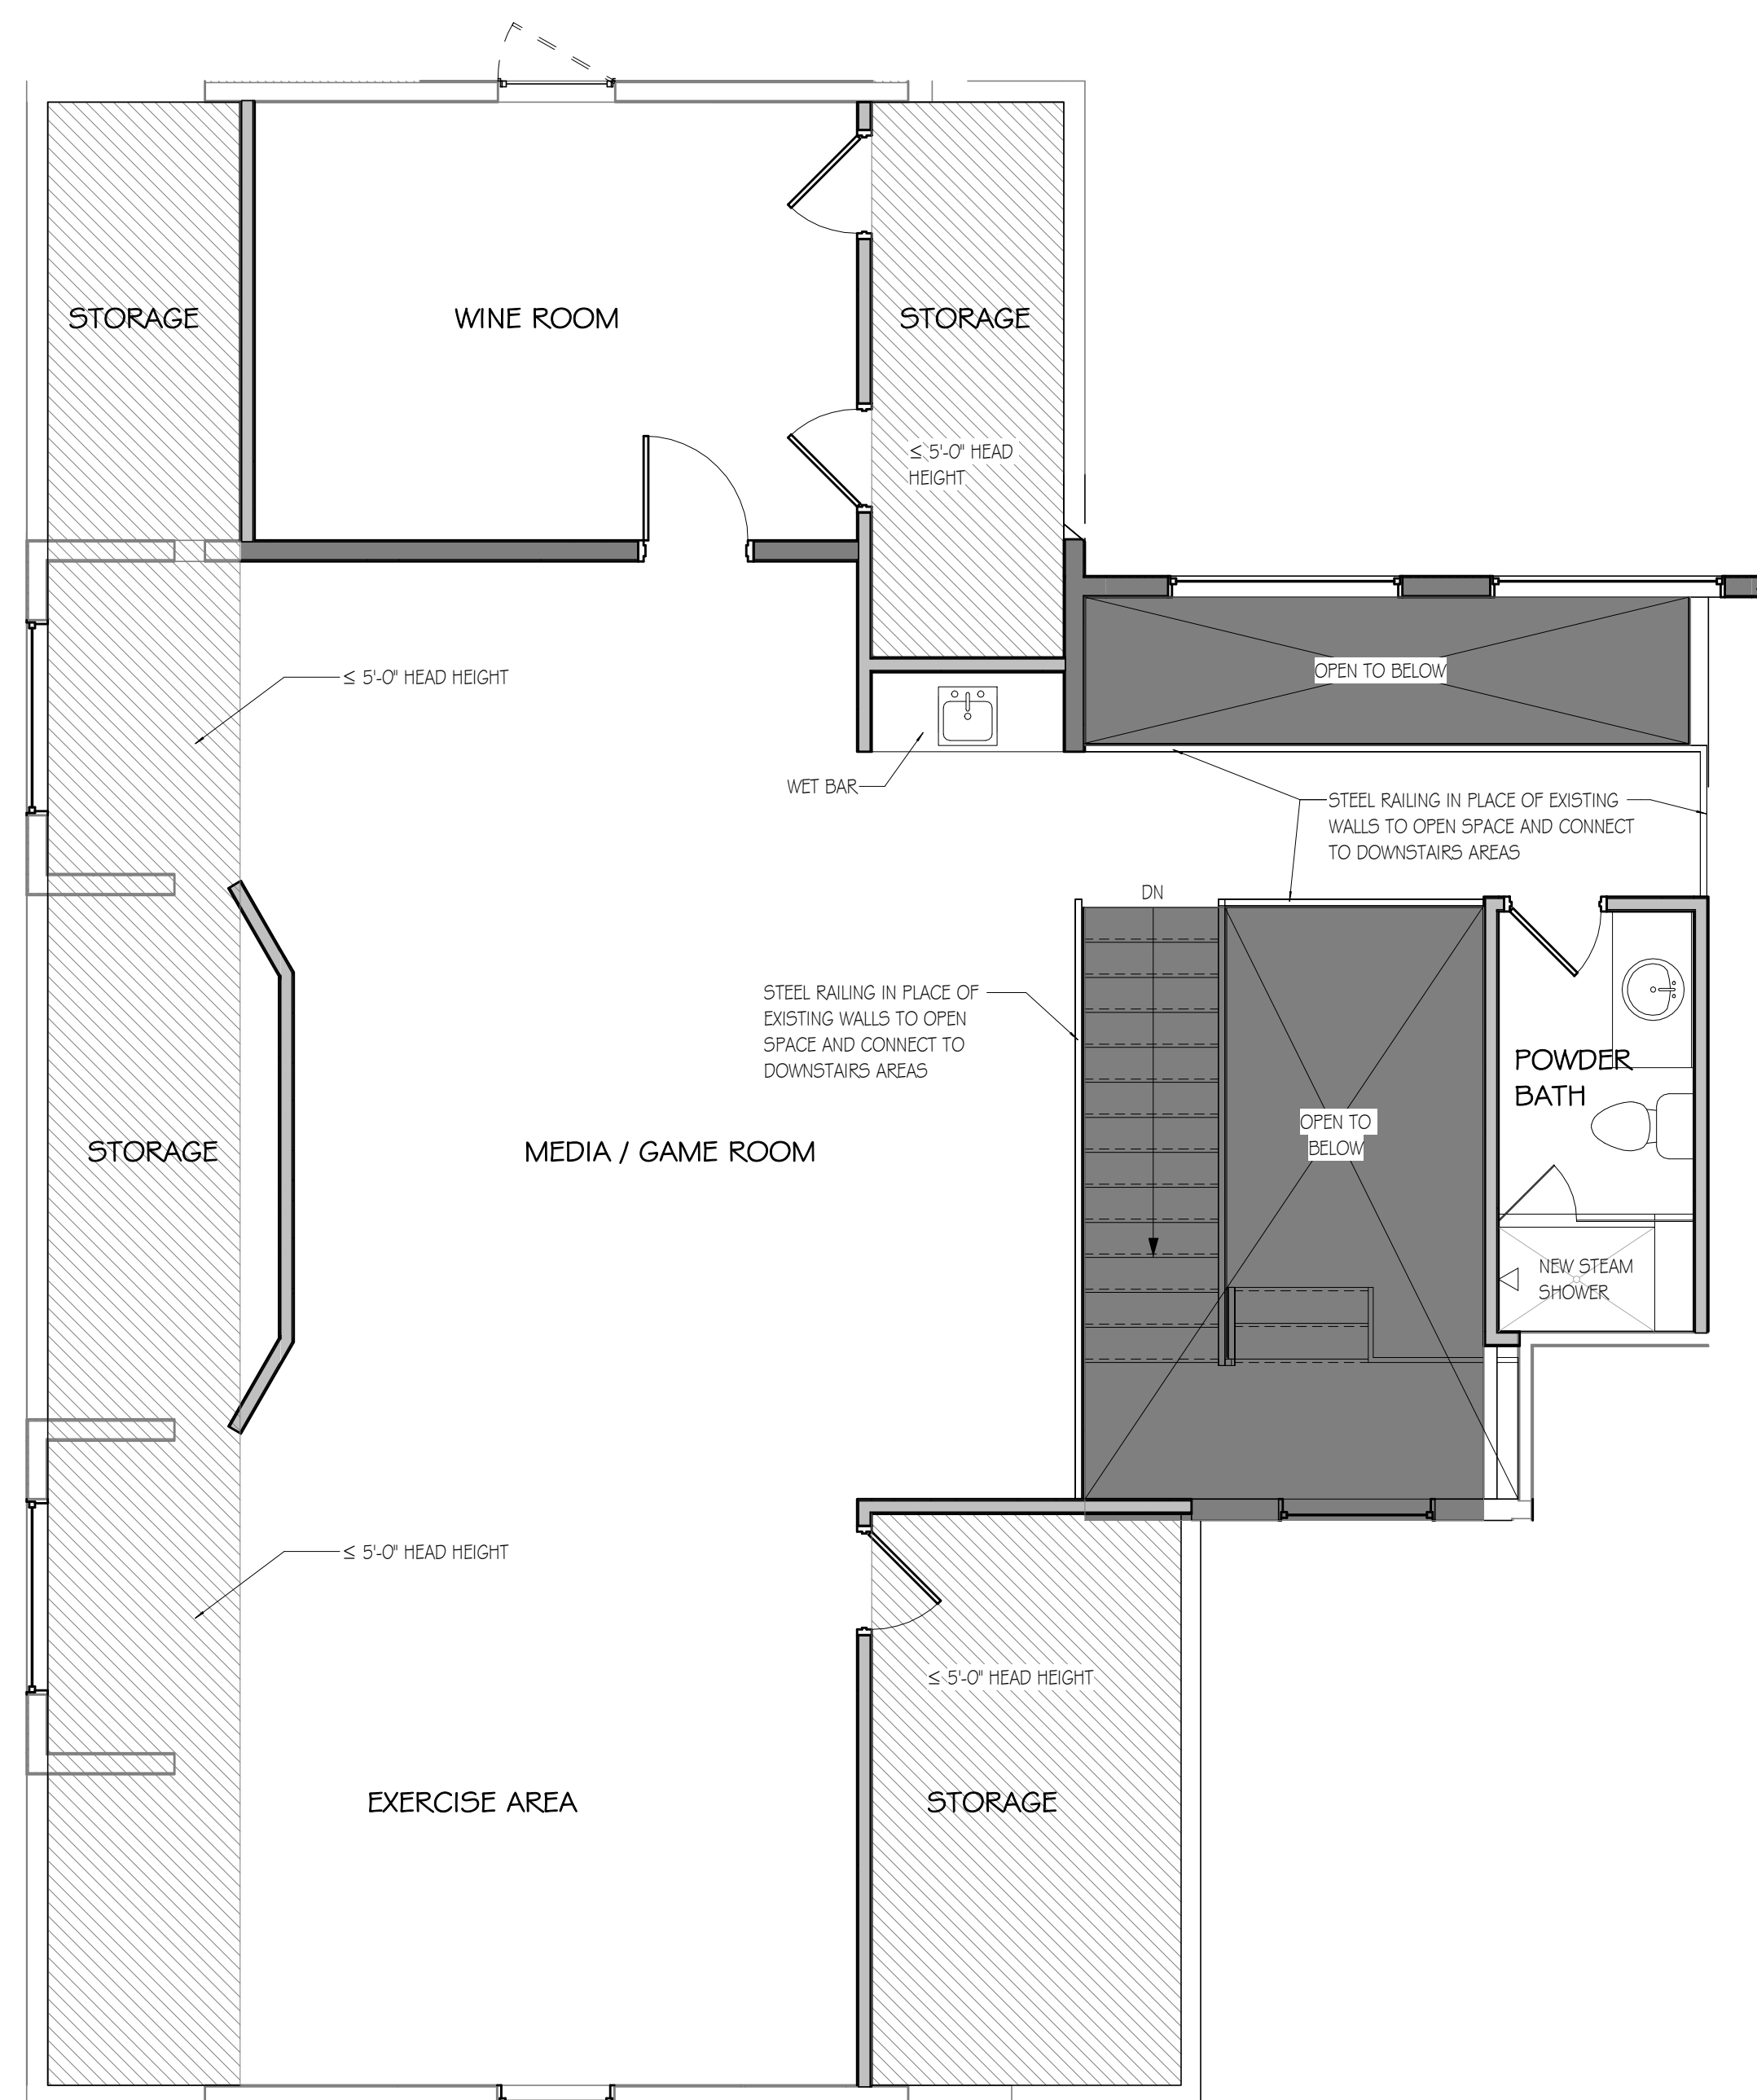 STORAGE
WINE ROOM
STORAGE
≤ 5'-0" HEAD
HEIGHT
≤ 5'-0" HEAD HEIGHT
OPEN TO BELOW
WET BAR
STEEL RAILING IN PLACE OF EXISTING
WALLS TO OPEN SPACE AND CONNECT
TO DOWNSTAIRS AREAS
DN
STEEL RAILING IN PLACE OF
EXISTING WALLS TO OPEN
SPACE AND CONNECT TO
DOWNSTAIRS AREAS
POWDER
BATH
OPEN TO
BELOW
STORAGE
MEDIA / GAME ROOM
NEW STEAM
SHOWER
≤ 5'-0" HEAD HEIGHT
≤ 5'-0" HEAD HEIGHT
EXERCISE AREA
STORAGE